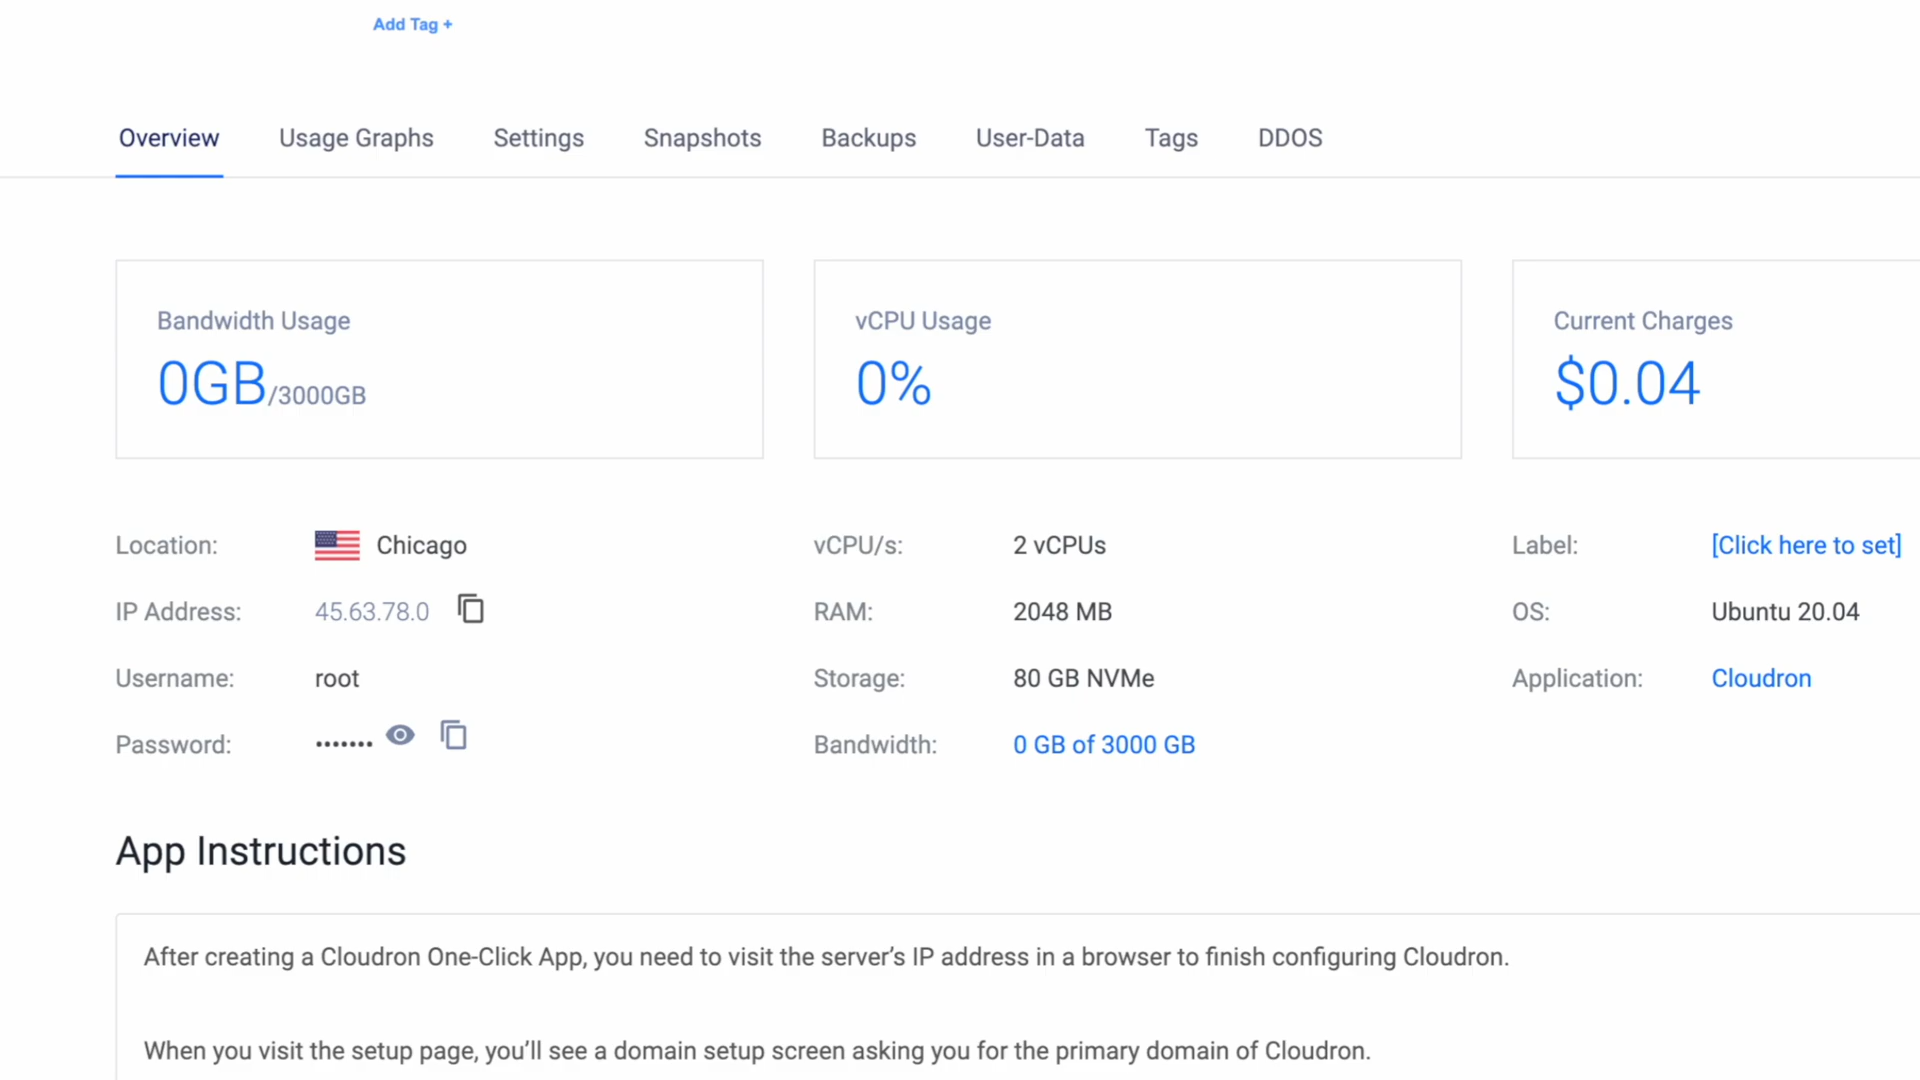 Add Tag +
Overview Usage Graphs Settings Snapshots Backups User-Data Tags DDOS
Bandwidth Usage
0GB/3000GB
vCPU Usage
0%
Current Charges
$0.04
Location: Chicago
IP Address: 45.63.78.0
Username: root
Password: •••••••
vCPU/s: 2 vCPUs
RAM: 2048 MB
Storage: 80 GB NVMe
Bandwidth: 0 GB of 3000 GB
Label: [Click here to set]
OS: Ubuntu 20.04
Application: Cloudron
App Instructions
After creating a Cloudron One-Click App, you need to visit the server’s IP address in a browser to finish configuring Cloudron.
When you visit the setup page, you’ll see a domain setup screen asking you for the primary domain of Cloudron.